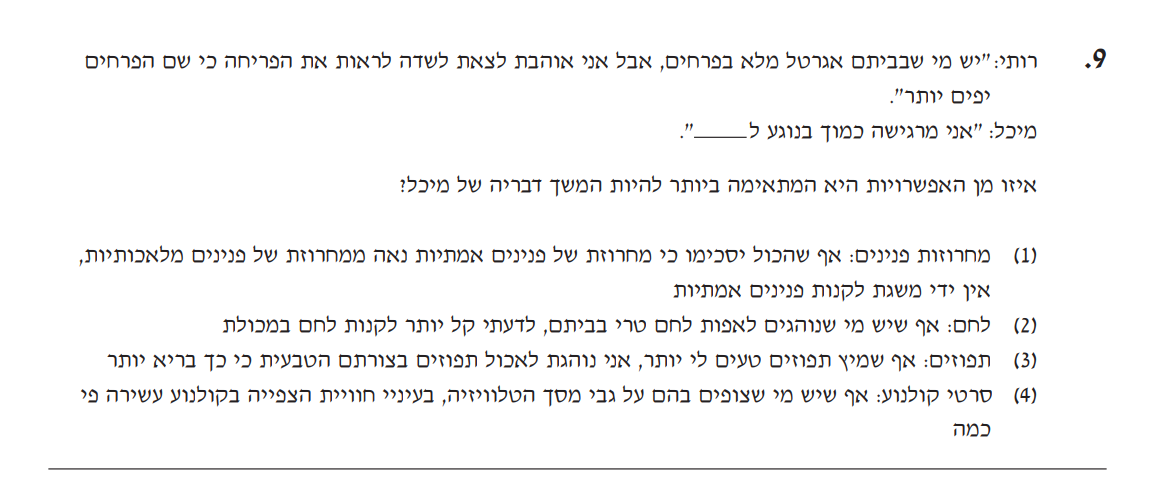 9. רותי: "יש מי שבביתם אגרטל מלא בפרחים, אבל אני אוהבת לצאת לשדה לראות את הפריחה כי שם הפרחים
יפים יותר".
מיכל: "אני מרגישה כמוך בנוגע ל_____".
איזו מן האפשרויות היא המתאימה ביותר להיות המשך דבריה של מיכל?
(1) מחרוזות פנינים: אף שהכול יסכימו כי מחרוזת של פנינים אמתיות נאה ממחרוזת של פנינים מלאכותיות,
אין ידי משגת לקנות פנינים אמתיות
(2) לחם: אף שיש מי שנוהגים לאפות לחם טרי בביתם, לדעתי קל יותר לקנות לחם במכולת
(3) תפוזים: אף שמיץ תפוזים טעים לי יותר, אני נוהגת לאכול תפוזים בצורתם הטבעית כי כך בריא יותר
(4) סרטי קולנוע: אף שיש מי שצופים בהם על גבי מסך הטלוויזיה, בעיניי חוויית הצפייה בקולנוע עשירה פי
כמה